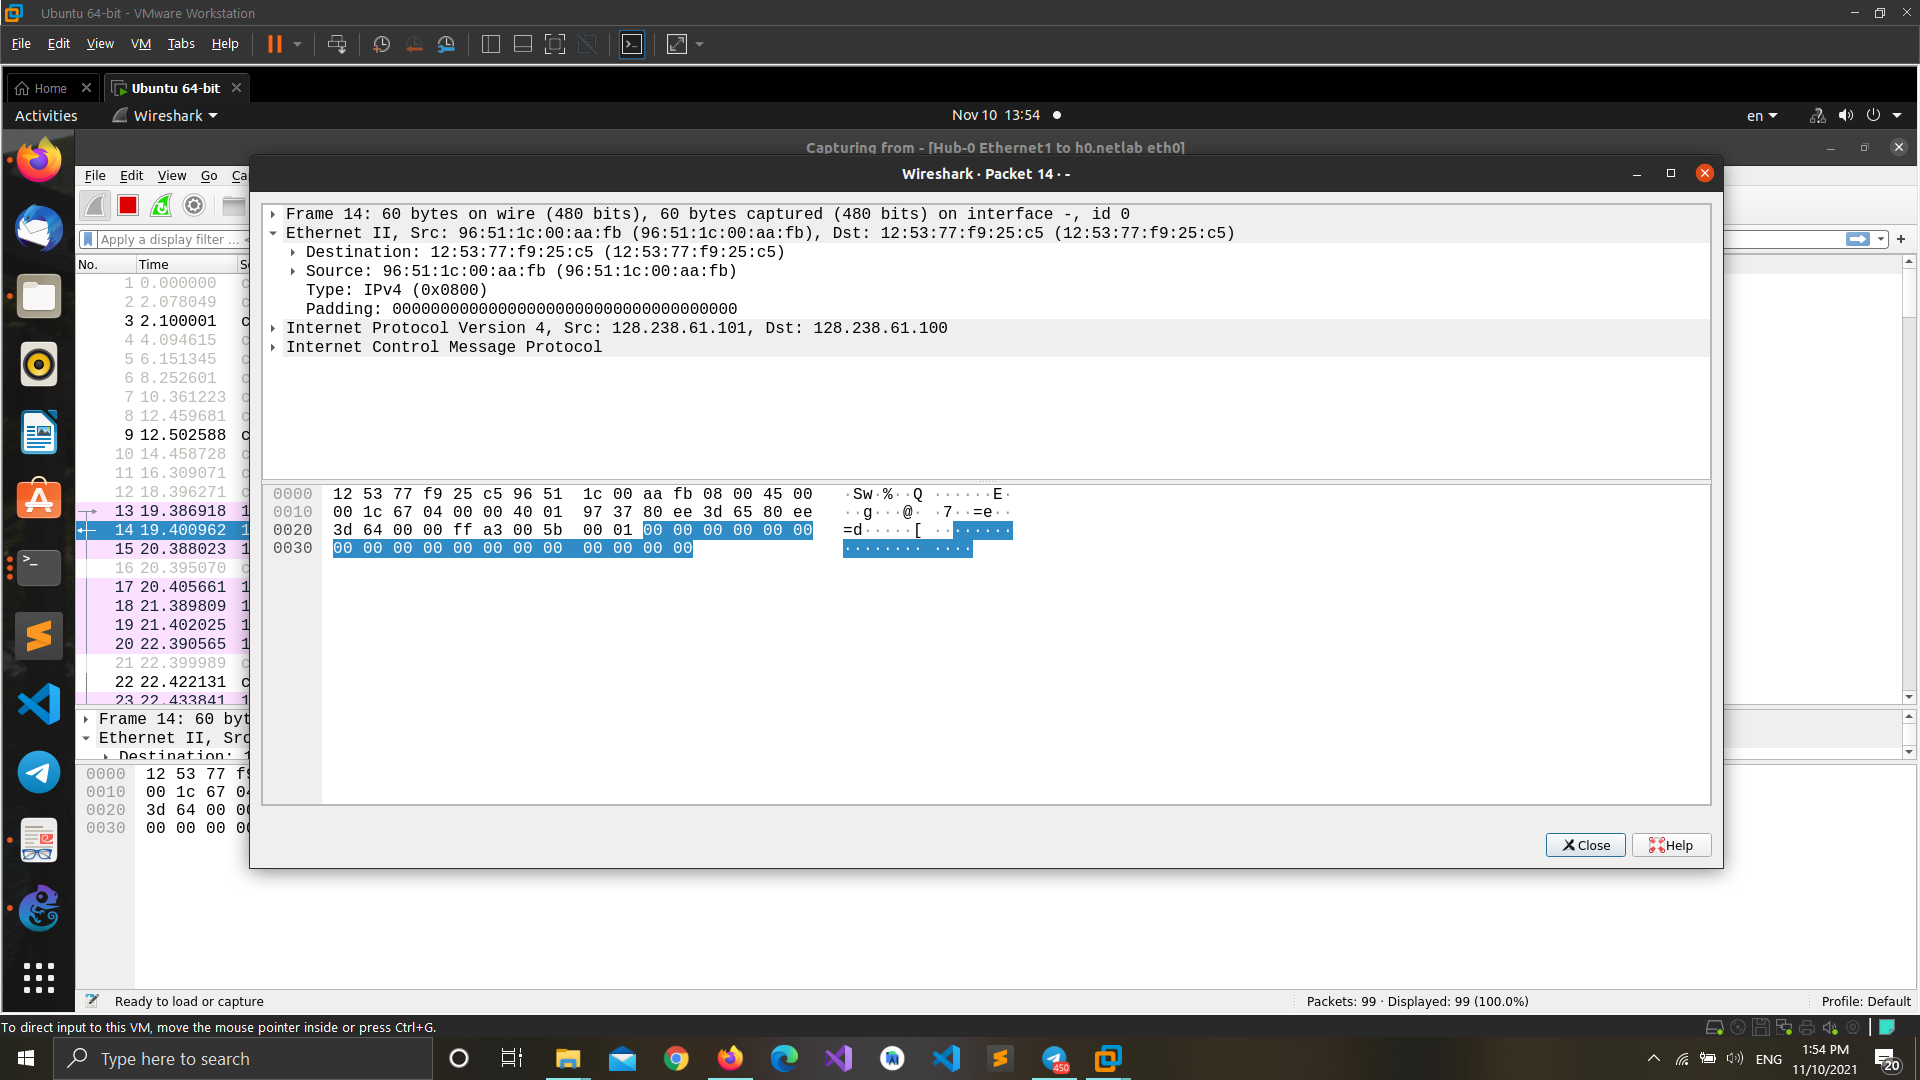 Ubuntu 64-bit - VMware Workstation
File Edit View VM Tabs Help
Home Ubuntu 64-bit
Activities Wireshark Nov 10 13:54 en
Capturing from - [Hub-0 Ethernet1 to h0.netlab eth0]
File Edit View Go Ca
Wireshark · Packet 14 · -
Apply a display filter ... <
No. Time S
1 0.000000 c
2 2.078049 c
3 2.100001 c
4 4.094615 c
5 6.151345 c
6 8.252601 c
7 10.361223 c
8 12.459681 c
9 12.502588 c
10 14.458728 c
11 16.309071 c
12 18.396271 c
13 19.386918 1
14 19.400962 1
15 20.388023 1
16 20.395070 c
17 20.405661 1
18 21.389809 1
19 21.402025 1
20 22.390565 1
21 22.399989 c
22 22.422131 c
23 22.433841 1
Frame 14: 60 byt
Ethernet II, Src
Destination: 1
0000 12 53 77 f9
0010 00 1c 67 04
0020 3d 64 00 00
0030 00 00 00 00
Frame 14: 60 bytes on wire (480 bits), 60 bytes captured (480 bits) on interface -, id 0
Ethernet II, Src: 96:51:1c:00:aa:fb (96:51:1c:00:aa:fb), Dst: 12:53:77:f9:25:c5 (12:53:77:f9:25:c5)
Destination: 12:53:77:f9:25:c5 (12:53:77:f9:25:c5)
Source: 96:51:1c:00:aa:fb (96:51:1c:00:aa:fb)
Type: IPv4 (0x0800)
Padding: 000000000000000000000000000000000000
Internet Protocol Version 4, Src: 128.238.61.101, Dst: 128.238.61.100
Internet Control Message Protocol
0000 12 53 77 f9 25 c5 96 51 1c 00 aa fb 08 00 45 00 ·Sw·%··Q ······E·
0010 00 1c 67 04 00 00 40 01 97 37 80 ee 3d 65 80 ee ··g···@· ·7··=e··
0020 3d 64 00 00 ff a3 00 5b 00 01 00 00 00 00 00 00 =d·····[ ········
0030 00 00 00 00 00 00 00 00 00 00 00 00 ········ ····
Close Help
Ready to load or capture Packets: 99 · Displayed: 99 (100.0%) Profile: Default
To direct input to this VM, move the mouse pointer inside or press Ctrl+G.
Type here to search
450
ENG
1:54 PM
11/10/2021
20